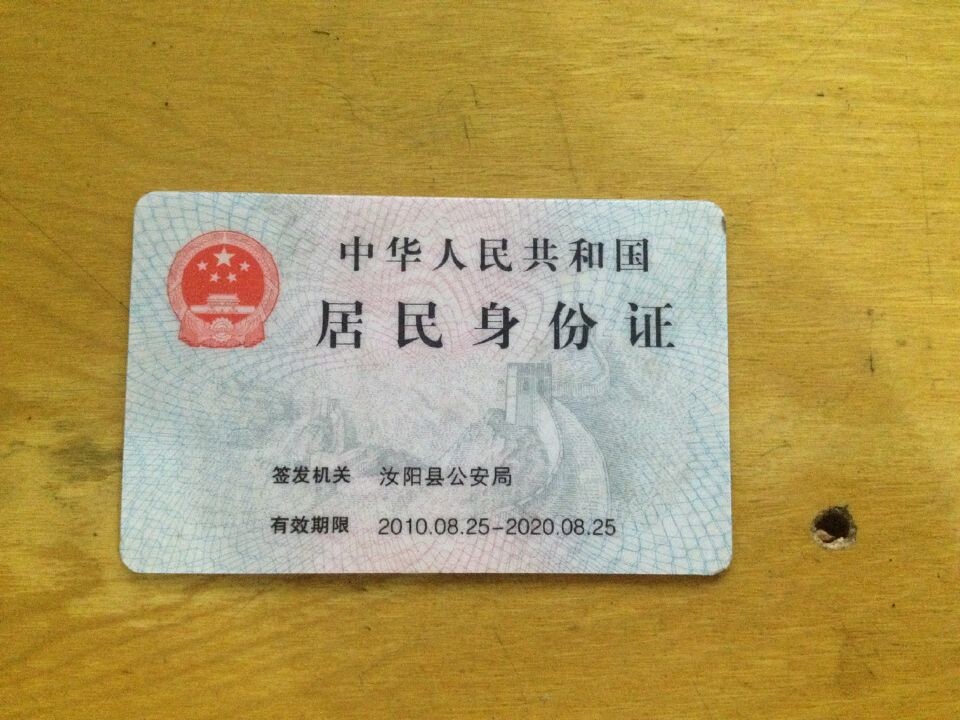 中华人民共和国
居民身份证
签发机关 汝阳县公安局
有效期限 2010.08.25-2020.08.25